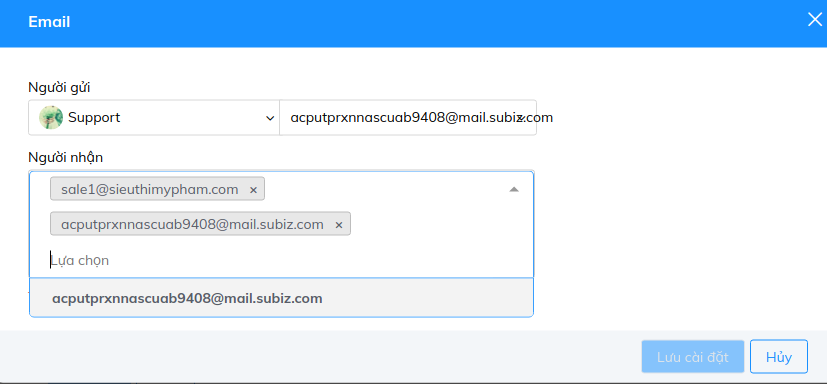 Email
Người gửi
Support
acputprxnnascuab9408@mail.subiz.com
Người nhận
sale1@sieuthimypham.com ×
acputprxnnascuab9408@mail.subiz.com ×
Lựa chọn
acputprxnnascuab9408@mail.subiz.com
Lưu cài đặt
Hủy